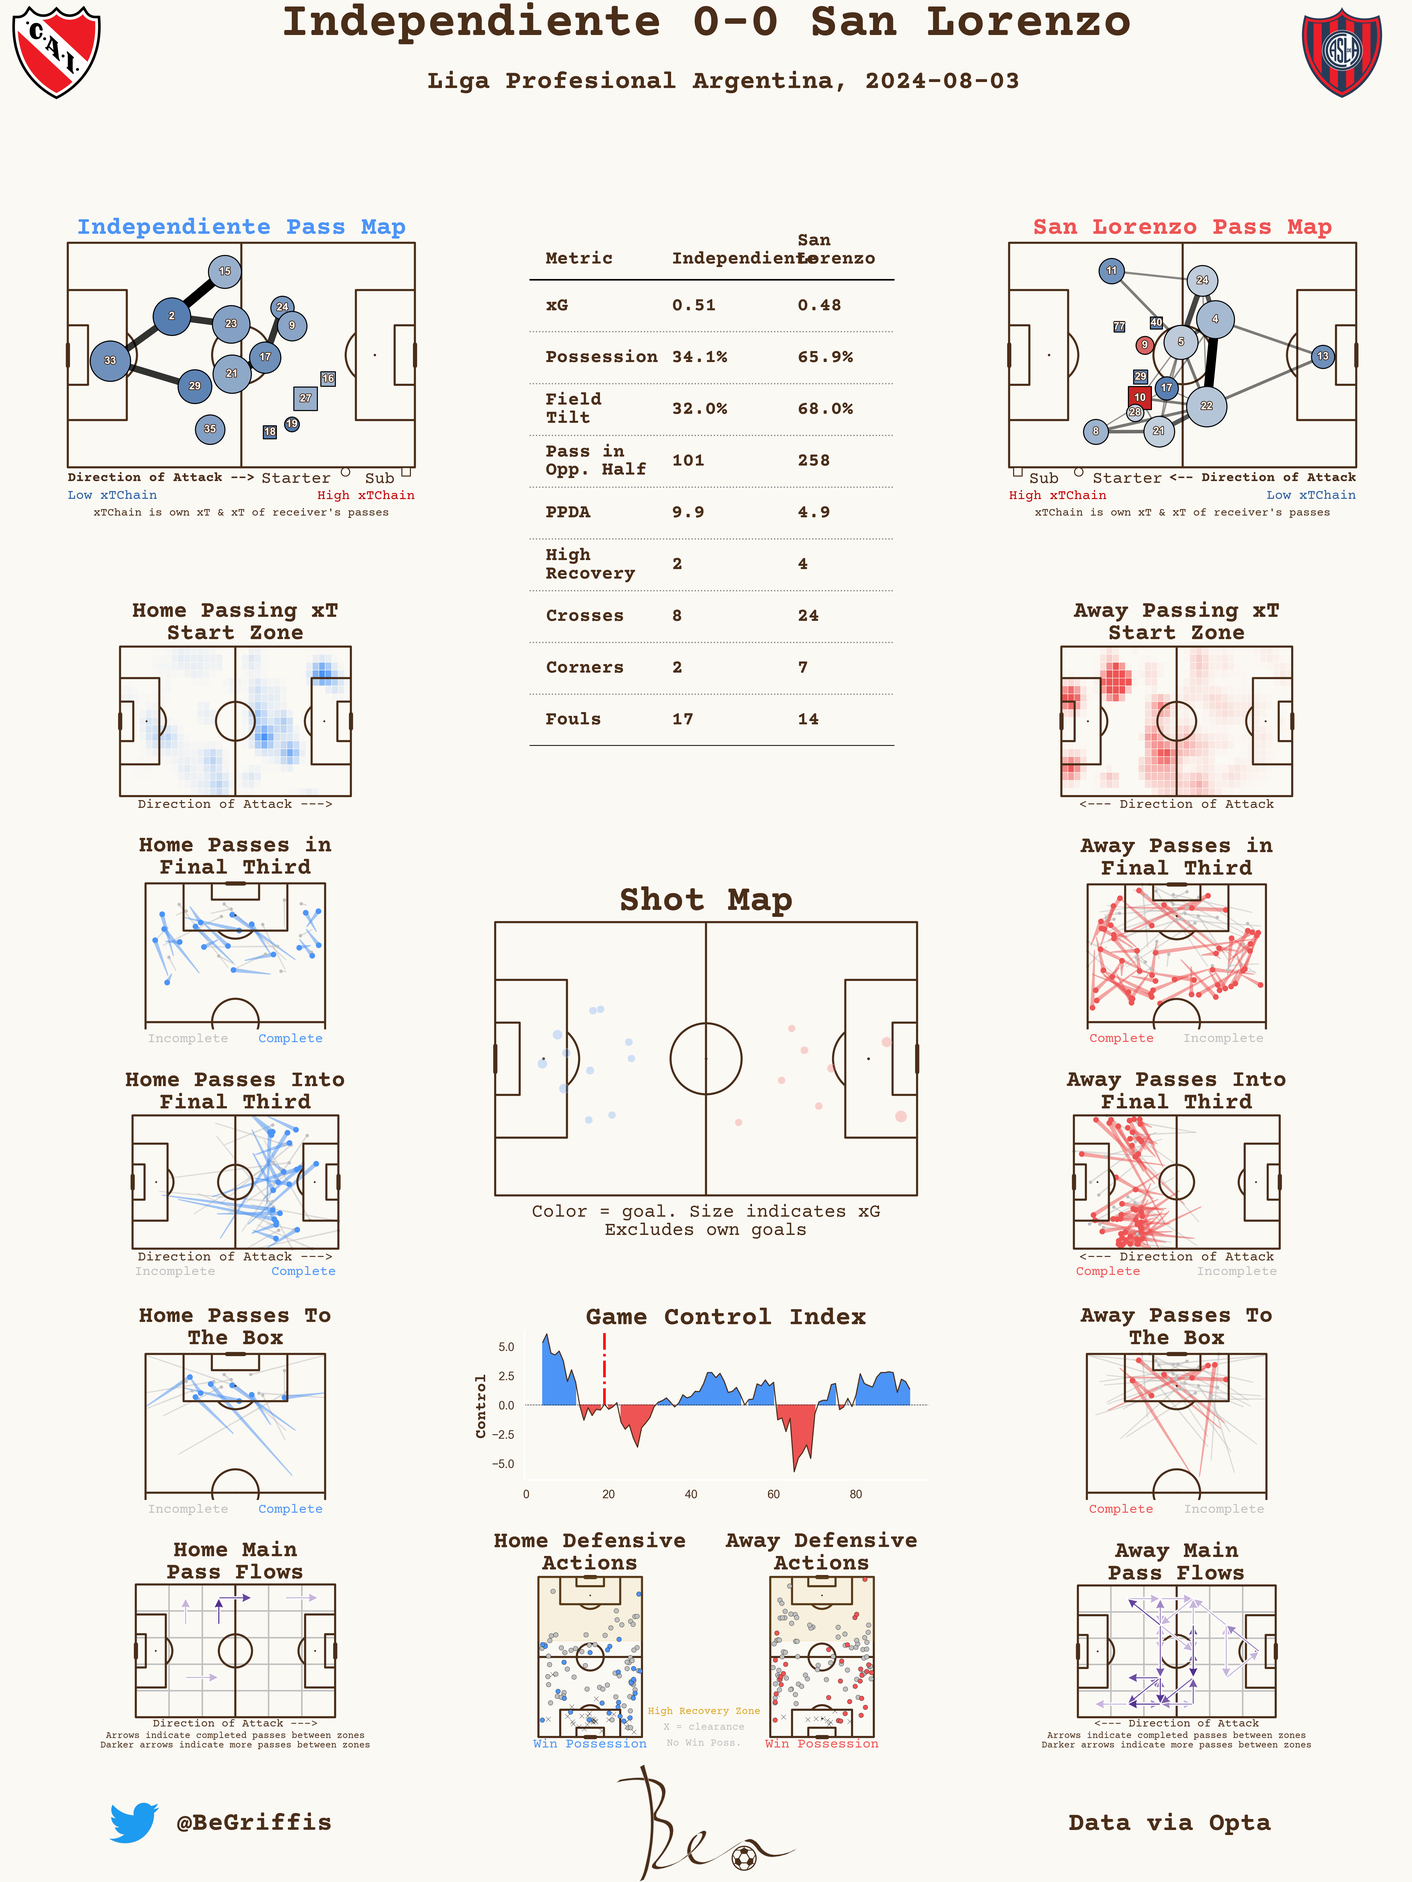 Independiente 0-0 San Lorenzo
Liga Profesional Argentina, 2024-08-03
C.A.I.
CASLA
Independiente Pass Map
15
2
24
23
9
33
17
21
29
16
27
35
19
18
Direction of Attack --> Starter Sub
Low xTChain High xTChain
xTChain is own xT & xT of receiver's passes
Metric Independiente San Lorenzo
xG 0.51 0.48
Possession 34.1% 65.9%
Field Tilt 32.0% 68.0%
Pass in Opp. Half 101 258
PPDA 9.9 4.9
High Recovery 2 4
Crosses 8 24
Corners 2 7
Fouls 17 14
San Lorenzo Pass Map
11
24
4
77
40
5
9
13
29
17
10
28
22
8
21
Sub Starter <-- Direction of Attack
High xTChain Low xTChain
xTChain is own xT & xT of receiver's passes
Home Passing xT
Start Zone
Direction of Attack --->
Away Passing xT
Start Zone
<--- Direction of Attack
Home Passes in
Final Third
Incomplete Complete
Away Passes in
Final Third
Complete Incomplete
Shot Map
Color = goal. Size indicates xG
Excludes own goals
Home Passes Into
Final Third
Direction of Attack --->
Incomplete Complete
Away Passes Into
Final Third
<--- Direction of Attack
Complete Incomplete
Home Passes To
The Box
Incomplete Complete
Game Control Index
Control
5.0
2.5
0.0
−2.5
−5.0
0 20 40 60 80
Away Passes To
The Box
Complete Incomplete
Home Main
Pass Flows
Direction of Attack --->
Arrows indicate completed passes between zones
Darker arrows indicate more passes between zones
Home Defensive
Actions
Win Possession
High Recovery Zone
X = clearance
No Win Poss.
Away Defensive
Actions
Win Possession
Away Main
Pass Flows
<--- Direction of Attack
Arrows indicate completed passes between zones
Darker arrows indicate more passes between zones
@BeGriffis
Ben
Data via Opta